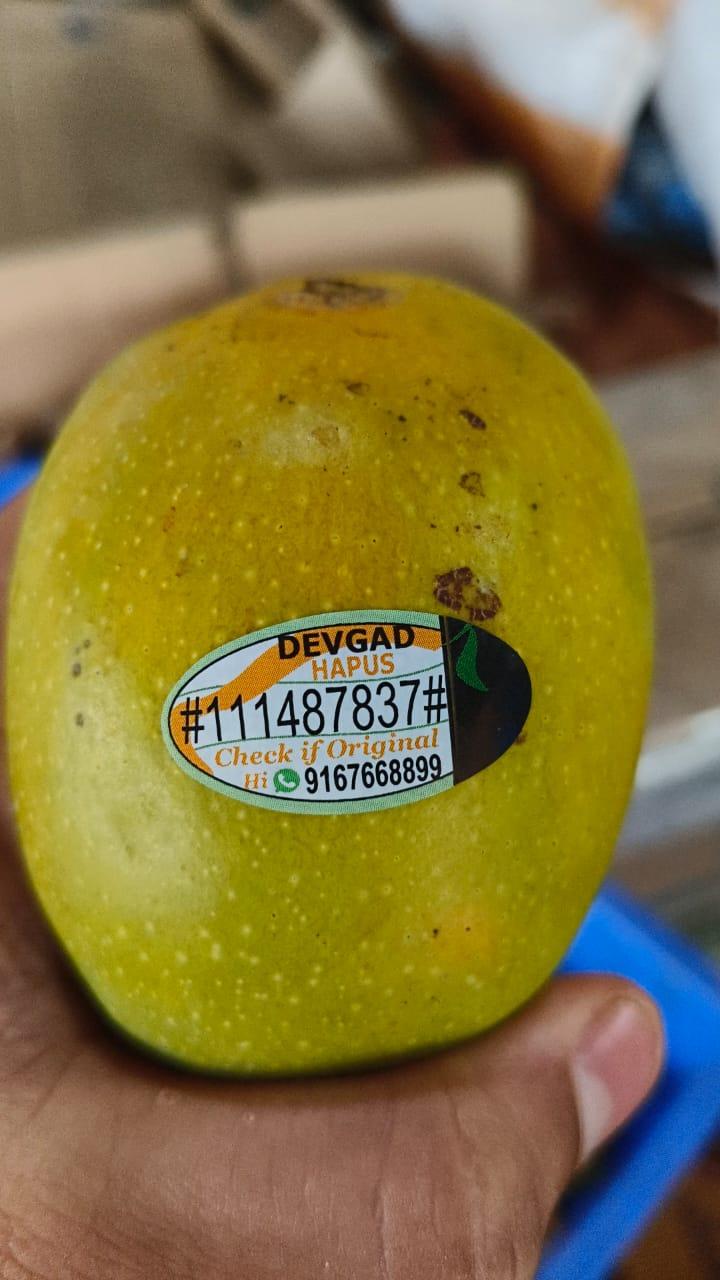 DEVGAD
HAPUS
#111487837#
Check if Original
Hi 9167668899